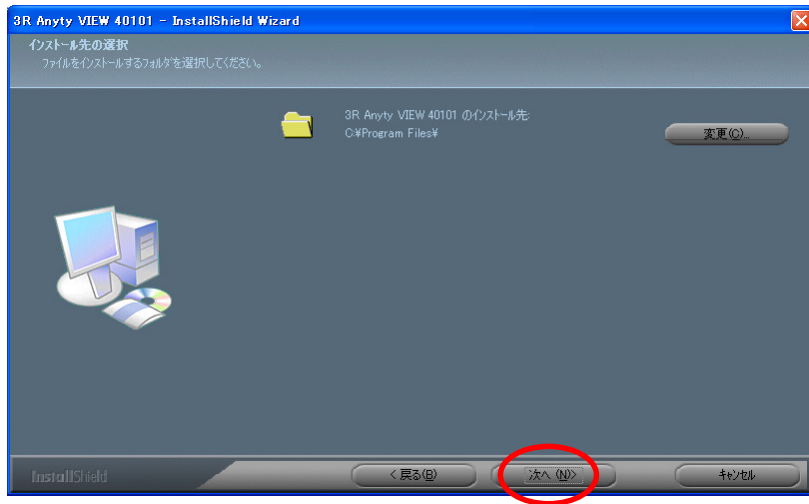 3R Anyty VIEW 40101 - InstallShield Wizard
インストール先の選択
ファイルをインストールするフォルダを選択してください。
3R Anyty VIEW 40101 のインストール先:
C:¥Program Files¥
変更(C)...
InstallShield
< 戻る(B)
次へ (N)>
キャンセル